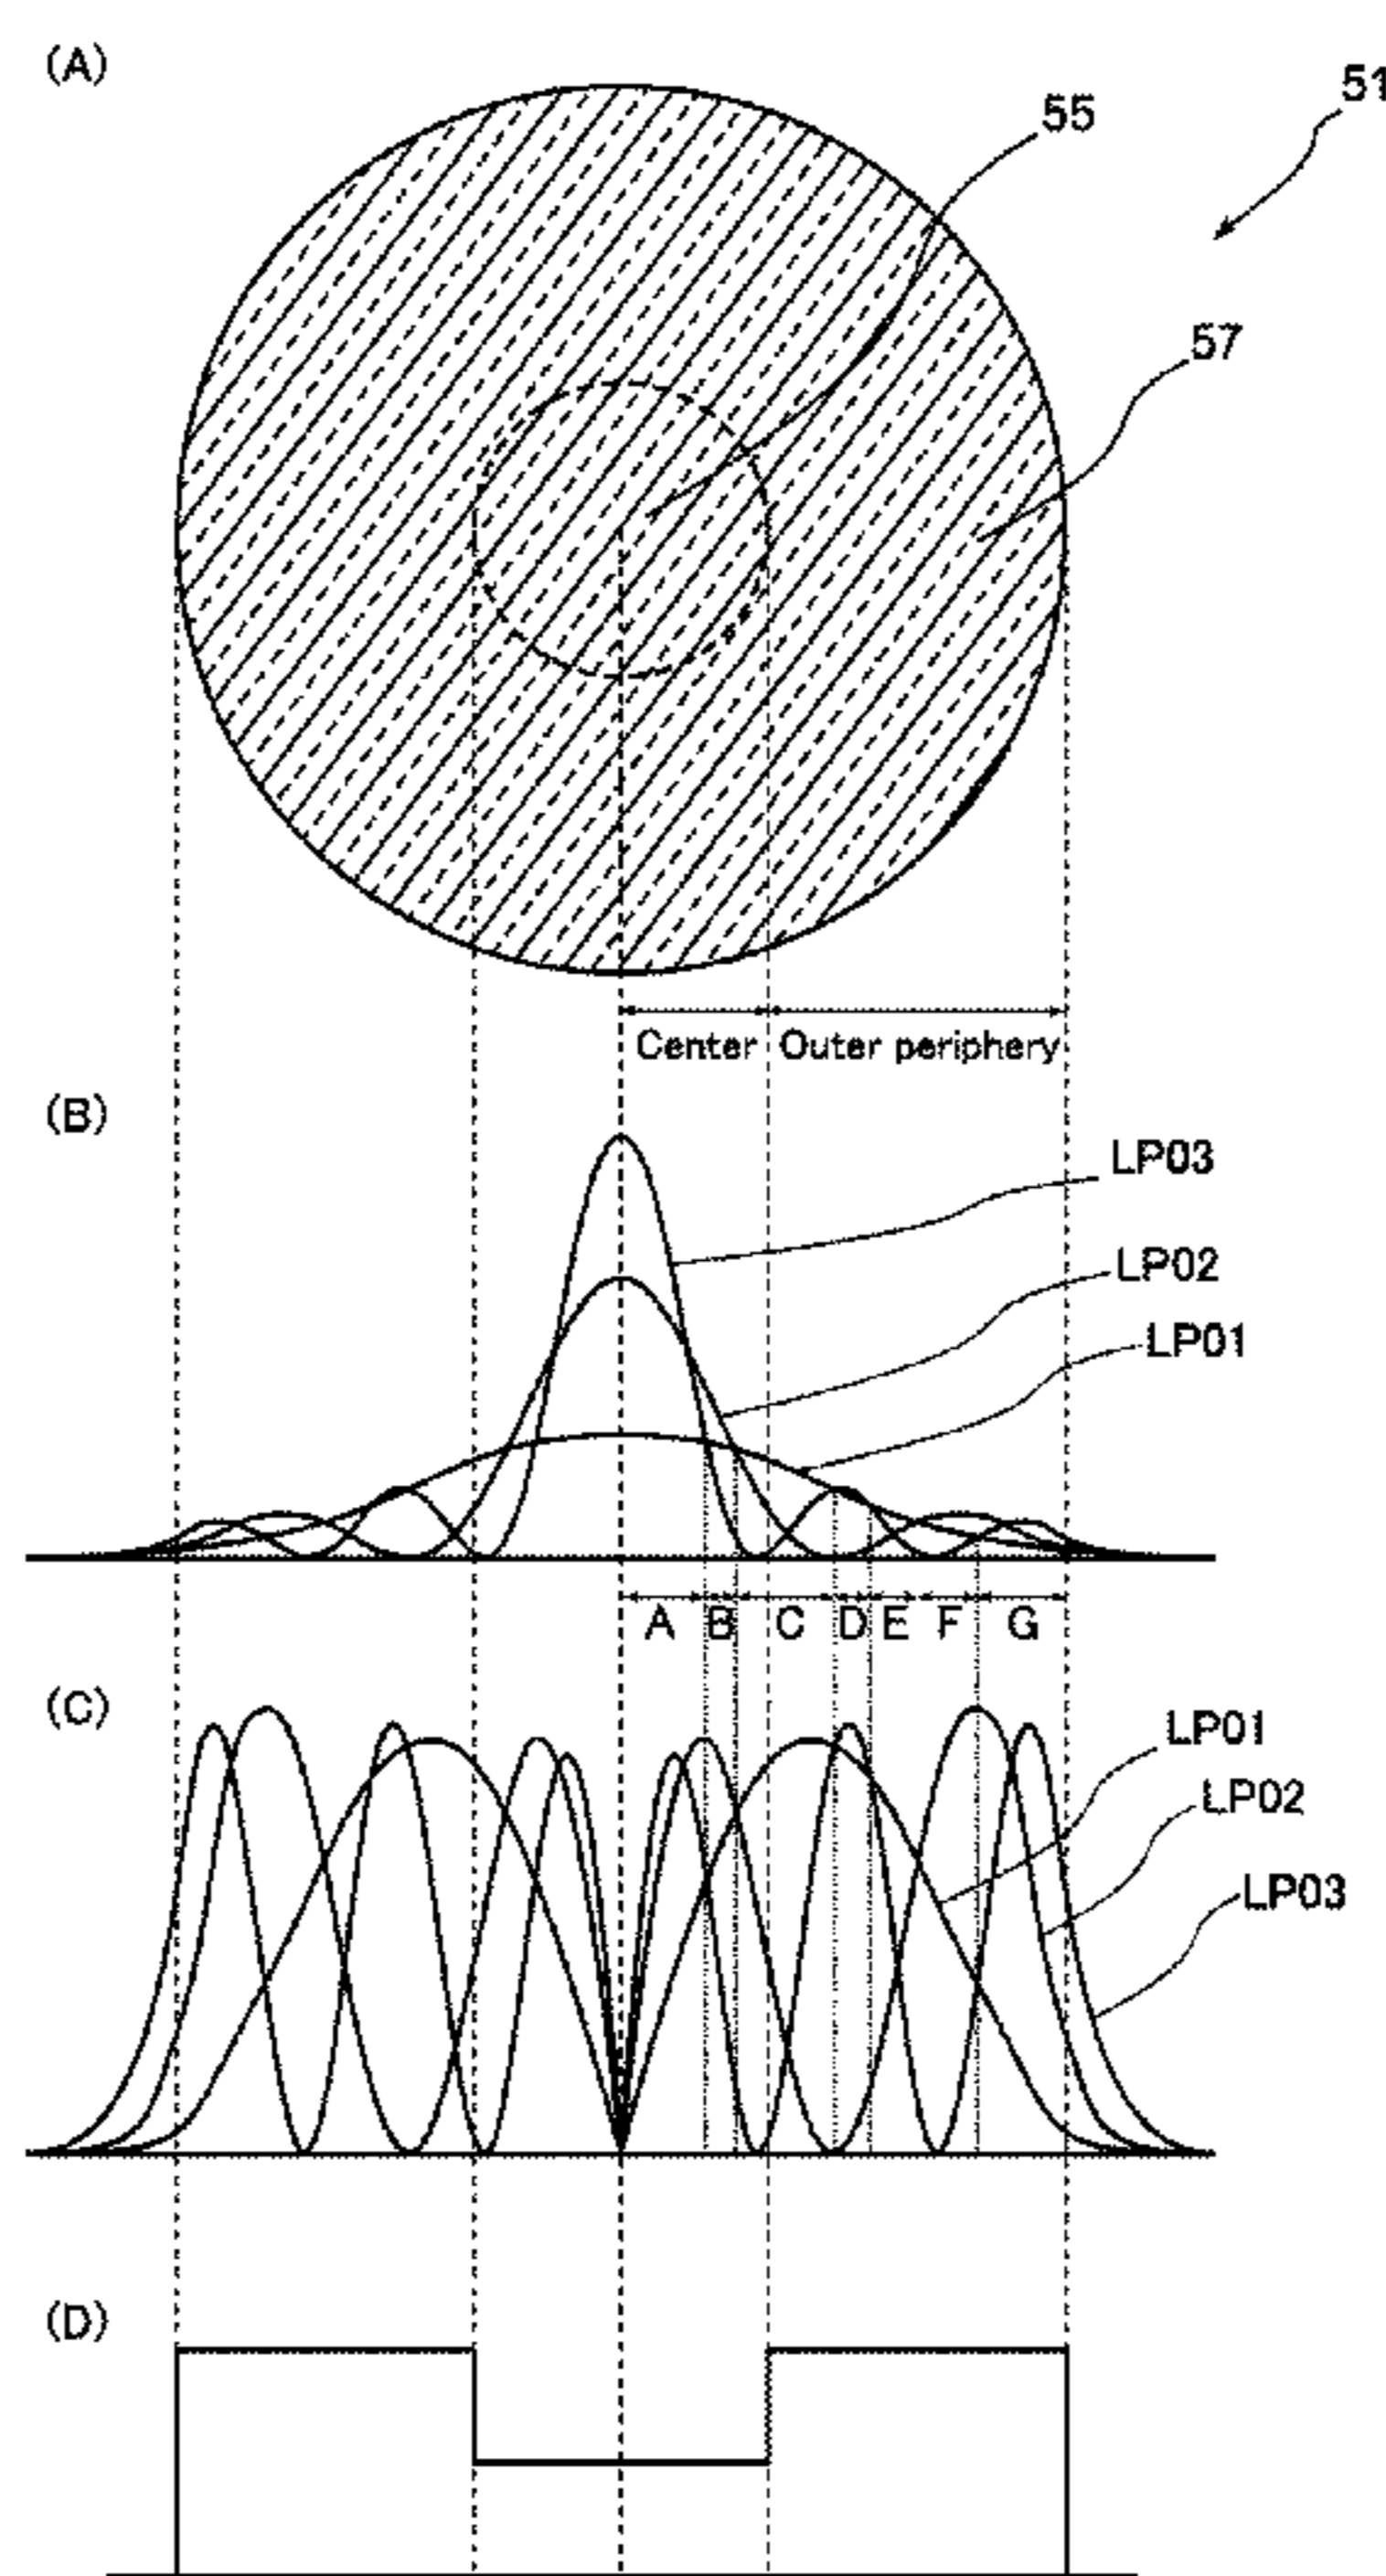 (A)
51
55
57
Center
Outer periphery
(B)
LP03
LP02
LP01
A B C D E F G
(C)
LP01
LP02
LP03
(D)